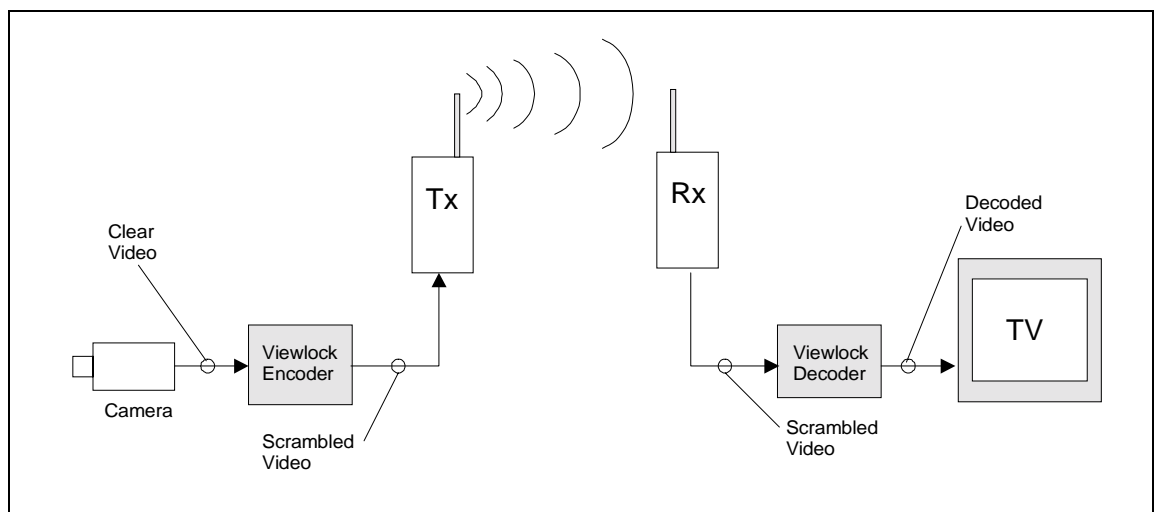 Tx
Rx
Clear
Video
Decoded
Video
TV
Viewlock
Encoder
Viewlock
Decoder
Camera
Scrambled
Video
Scrambled
Video